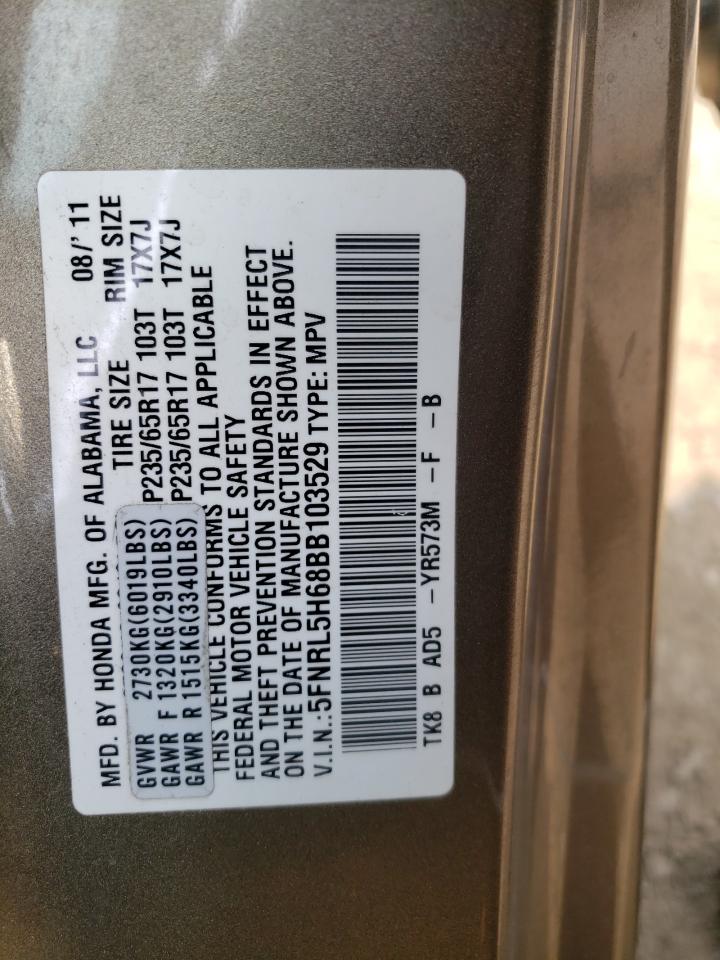 MFD. BY HONDA MFG. OF ALABAMA, LLC 08/' 11
TIRE SIZE RIM SIZE
GVWR 2730KG(6019LBS)
GAWR F 1320KG(2910LBS) P235/65R17 103T 17X7J
GAWR R 1515KG(3340LBS) P235/65R17 103T 17X7J
THIS VEHICLE CONFORMS TO ALL APPLICABLE
FEDERAL MOTOR VEHICLE SAFETY
AND THEFT PREVENTION STANDARDS IN EFFECT
ON THE DATE OF MANUFACTURE SHOWN ABOVE.
V.I.N.:5FNRL5H68BB103529 TYPE: MPV
TK8 B AD5 -YR573M -F -B